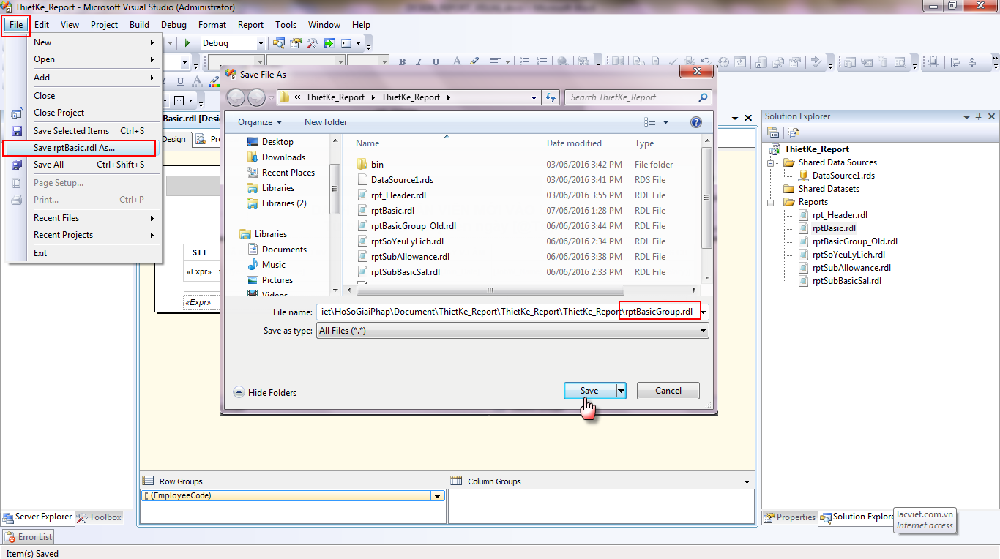 ThietKe_Report - Microsoft Visual Studio (Administrator)
File Edit View Project Build Debug Format Report Tools Window Help
New
Open
Add
Close
Close Project
Save Selected Items Ctrl+S
Save rptBasic.rdl As...
Save All Ctrl+Shift+S
Page Setup...
Print... Ctrl+P
Recent Files
Recent Projects
Exit
Debug
B I U A
U A
Basic.rdl [Desi
Design
STT
«Expr»
«Expr»
Save File As
« ThietKe_Report ThietKe_Report
Search ThietKe_Report
Organize New folder
Desktop
Downloads
Recent Places
Libraries
Libraries (2)
Libraries
Documents
Music
Pictures
Videos
Name Date modified Type
bin 03/06/2016 3:42 PM File folder
DataSource1.rds 03/06/2016 3:41 PM RDS File
rpt_Header.rdl 03/06/2016 3:55 PM RDL File
rptBasic.rdl 07/06/2016 1:28 PM RDL File
rptBasicGroup_Old.rdl 06/06/2016 3:44 PM RDL File
rptSoYeuLyLich.rdl 06/06/2016 2:34 PM RDL File
rptSubAllowance.rdl 06/06/2016 3:38 PM RDL File
rptSubBasicSal.rdl 06/06/2016 2:33 PM RDL File
File name: iet\HoSoGiaiPhap\Document\ThietKe_Report\ThietKe_Report\ThietKe_Report\rptBasicGroup.rdl
Save as type: All Files (*.*)
Hide Folders
Save
Cancel
Solution Explorer
ThietKe_Report
Shared Data Sources
DataSource1.rds
Shared Datasets
Reports
rpt_Header.rdl
rptBasic.rdl
rptBasicGroup_Old.rdl
rptSoYeuLyLich.rdl
rptSubAllowance.rdl
rptSubBasicSal.rdl
Row Groups
Column Groups
[ (EmployeeCode)
Server Explorer Toolbox
Properties Solution Explore
lacviet.com.vn
Internet access
Error List
Item(s) Saved